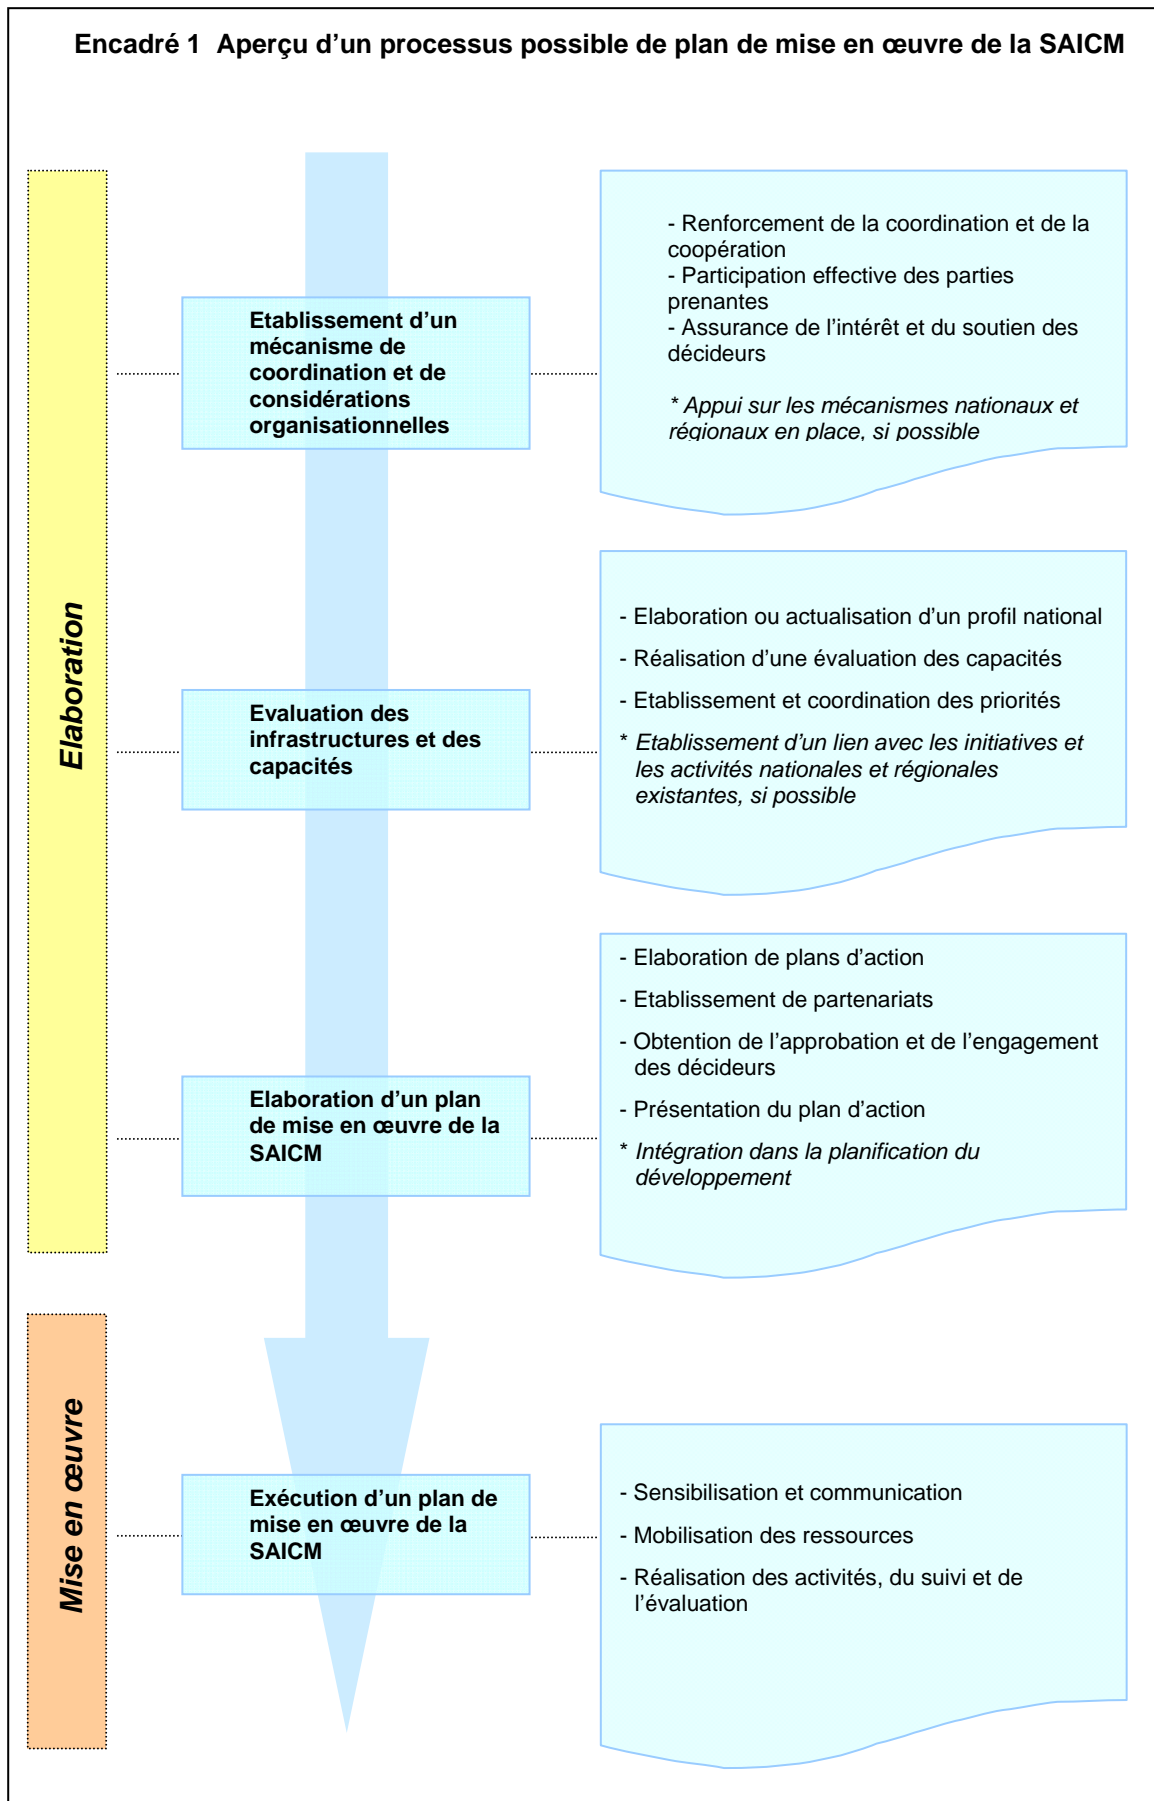 Encadré 1 Aperçu d’un processus possible de plan de mise en œuvre de la SAICM
Elaboration
Etablissement d’un
mécanisme de
coordination et de
considérations
organisationnelles
- Renforcement de la coordination et de la
coopération
- Participation effective des parties
prenantes
- Assurance de l’intérêt et du soutien des
décideurs
* Appui sur les mécanismes nationaux et
régionaux en place, si possible
Evaluation des
infrastructures et des
capacités
- Elaboration ou actualisation d’un profil national
- Réalisation d’une évaluation des capacités
- Etablissement et coordination des priorités
* Etablissement d’un lien avec les initiatives et
les activités nationales et régionales
existantes, si possible
Elaboration d’un plan
de mise en œuvre de la
SAICM
- Elaboration de plans d’action
- Etablissement de partenariats
- Obtention de l’approbation et de l’engagement
des décideurs
- Présentation du plan d’action
* Intégration dans la planification du
développement
Mise en œuvre
Exécution d’un plan de
mise en œuvre de la
SAICM
- Sensibilisation et communication
- Mobilisation des ressources
- Réalisation des activités, du suivi et de
l’évaluation